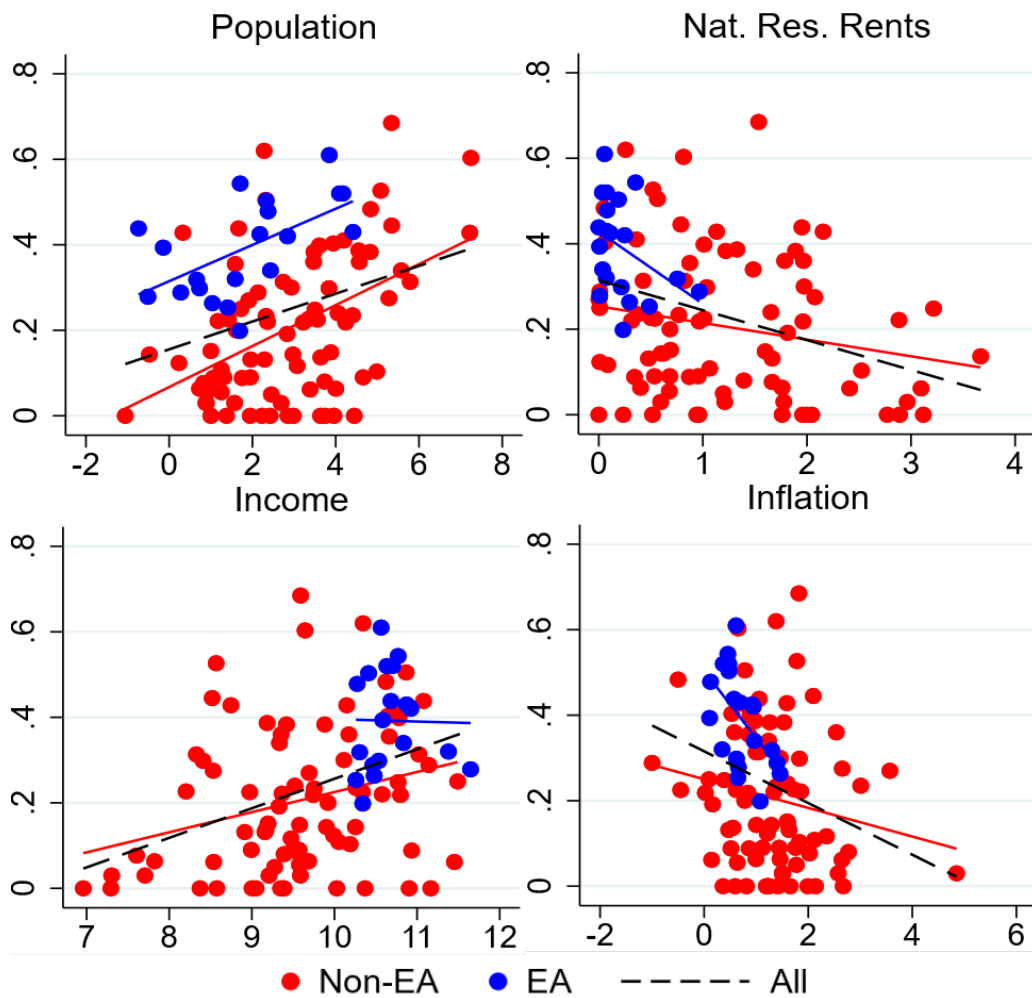 Population
.8
.6
.4
.2
0
-2 0 2 4 6 8
Nat. Res. Rents
.8
.6
.4
.2
0
0 1 2 3 4
Income
.8
.6
.4
.2
0
7 8 9 10 11 12
Inflation
.8
.6
.4
.2
0
-2 0 2 4 6
Non-EA EA All